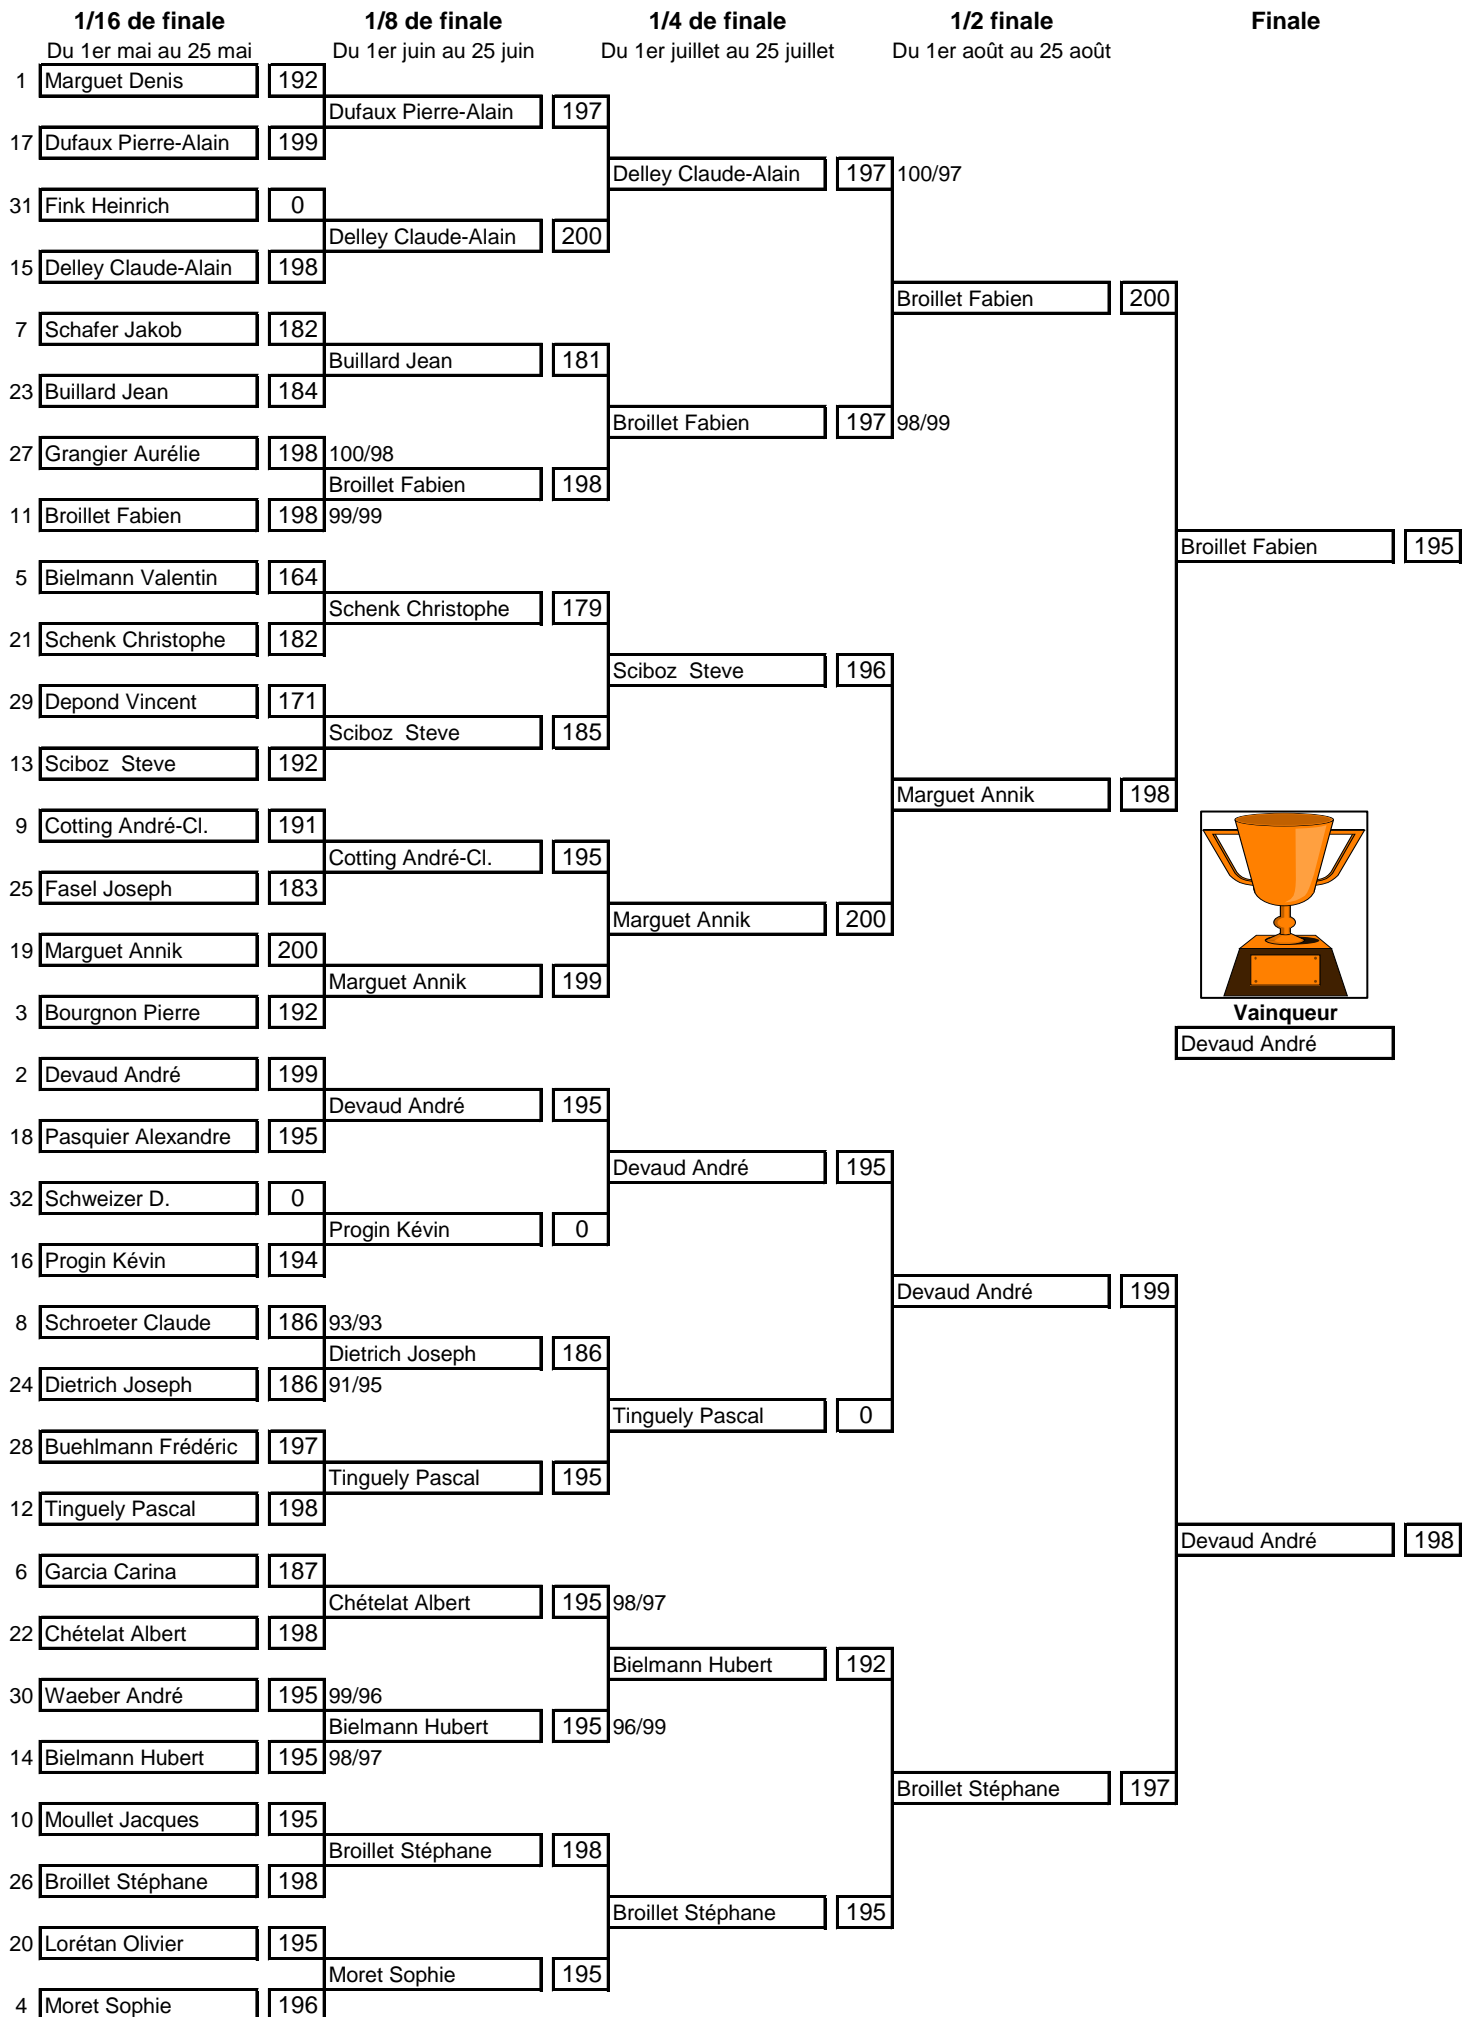 1/16 de finale 1/8 de finale 1/4 de finale 1/2 finale Finale
Du 1er mai au 25 mai Du 1er juin au 25 juin Du 1er juillet au 25 juillet Du 1er août au 25 août
1 Marguet Denis 192
Dufaux Pierre-Alain 197
17 Dufaux Pierre-Alain 199
Delley Claude-Alain 197 100/97
31 Fink Heinrich 0
Delley Claude-Alain 200
15 Delley Claude-Alain 198
Broillet Fabien 200
7 Schafer Jakob 182
Buillard Jean 181
23 Buillard Jean 184
Broillet Fabien 197 98/99
27 Grangier Aurélie 198 100/98
Broillet Fabien 198
11 Broillet Fabien 198 99/99
Broillet Fabien 195
5 Bielmann Valentin 164
Schenk Christophe 179
21 Schenk Christophe 182
Sciboz  Steve 196
29 Depond Vincent 171
Sciboz  Steve 185
13 Sciboz  Steve 192
Marguet Annik 198
9 Cotting André-Cl. 191
Cotting André-Cl. 195
25 Fasel Joseph 183
Marguet Annik 200
19 Marguet Annik 200
Marguet Annik 199
3 Bourgnon Pierre 192
Vainqueur
Devaud André
2 Devaud André 199
Devaud André 195
18 Pasquier Alexandre 195
Devaud André 195
32 Schweizer D. 0
Progin Kévin 0
16 Progin Kévin 194
Devaud André 199
8 Schroeter Claude 186 93/93
Dietrich Joseph 186
24 Dietrich Joseph 186 91/95
Tinguely Pascal 0
28 Buehlmann Frédéric 197
Tinguely Pascal 195
12 Tinguely Pascal 198
Devaud André 198
6 Garcia Carina 187
Chételat Albert 195 98/97
22 Chételat Albert 198
Bielmann Hubert 192
30 Waeber André 195 99/96
Bielmann Hubert 195 96/99
14 Bielmann Hubert 195 98/97
Broillet Stéphane 197
10 Moullet Jacques 195
Broillet Stéphane 198
26 Broillet Stéphane 198
Broillet Stéphane 195
20 Lorétan Olivier 195
Moret Sophie 195
4 Moret Sophie 196